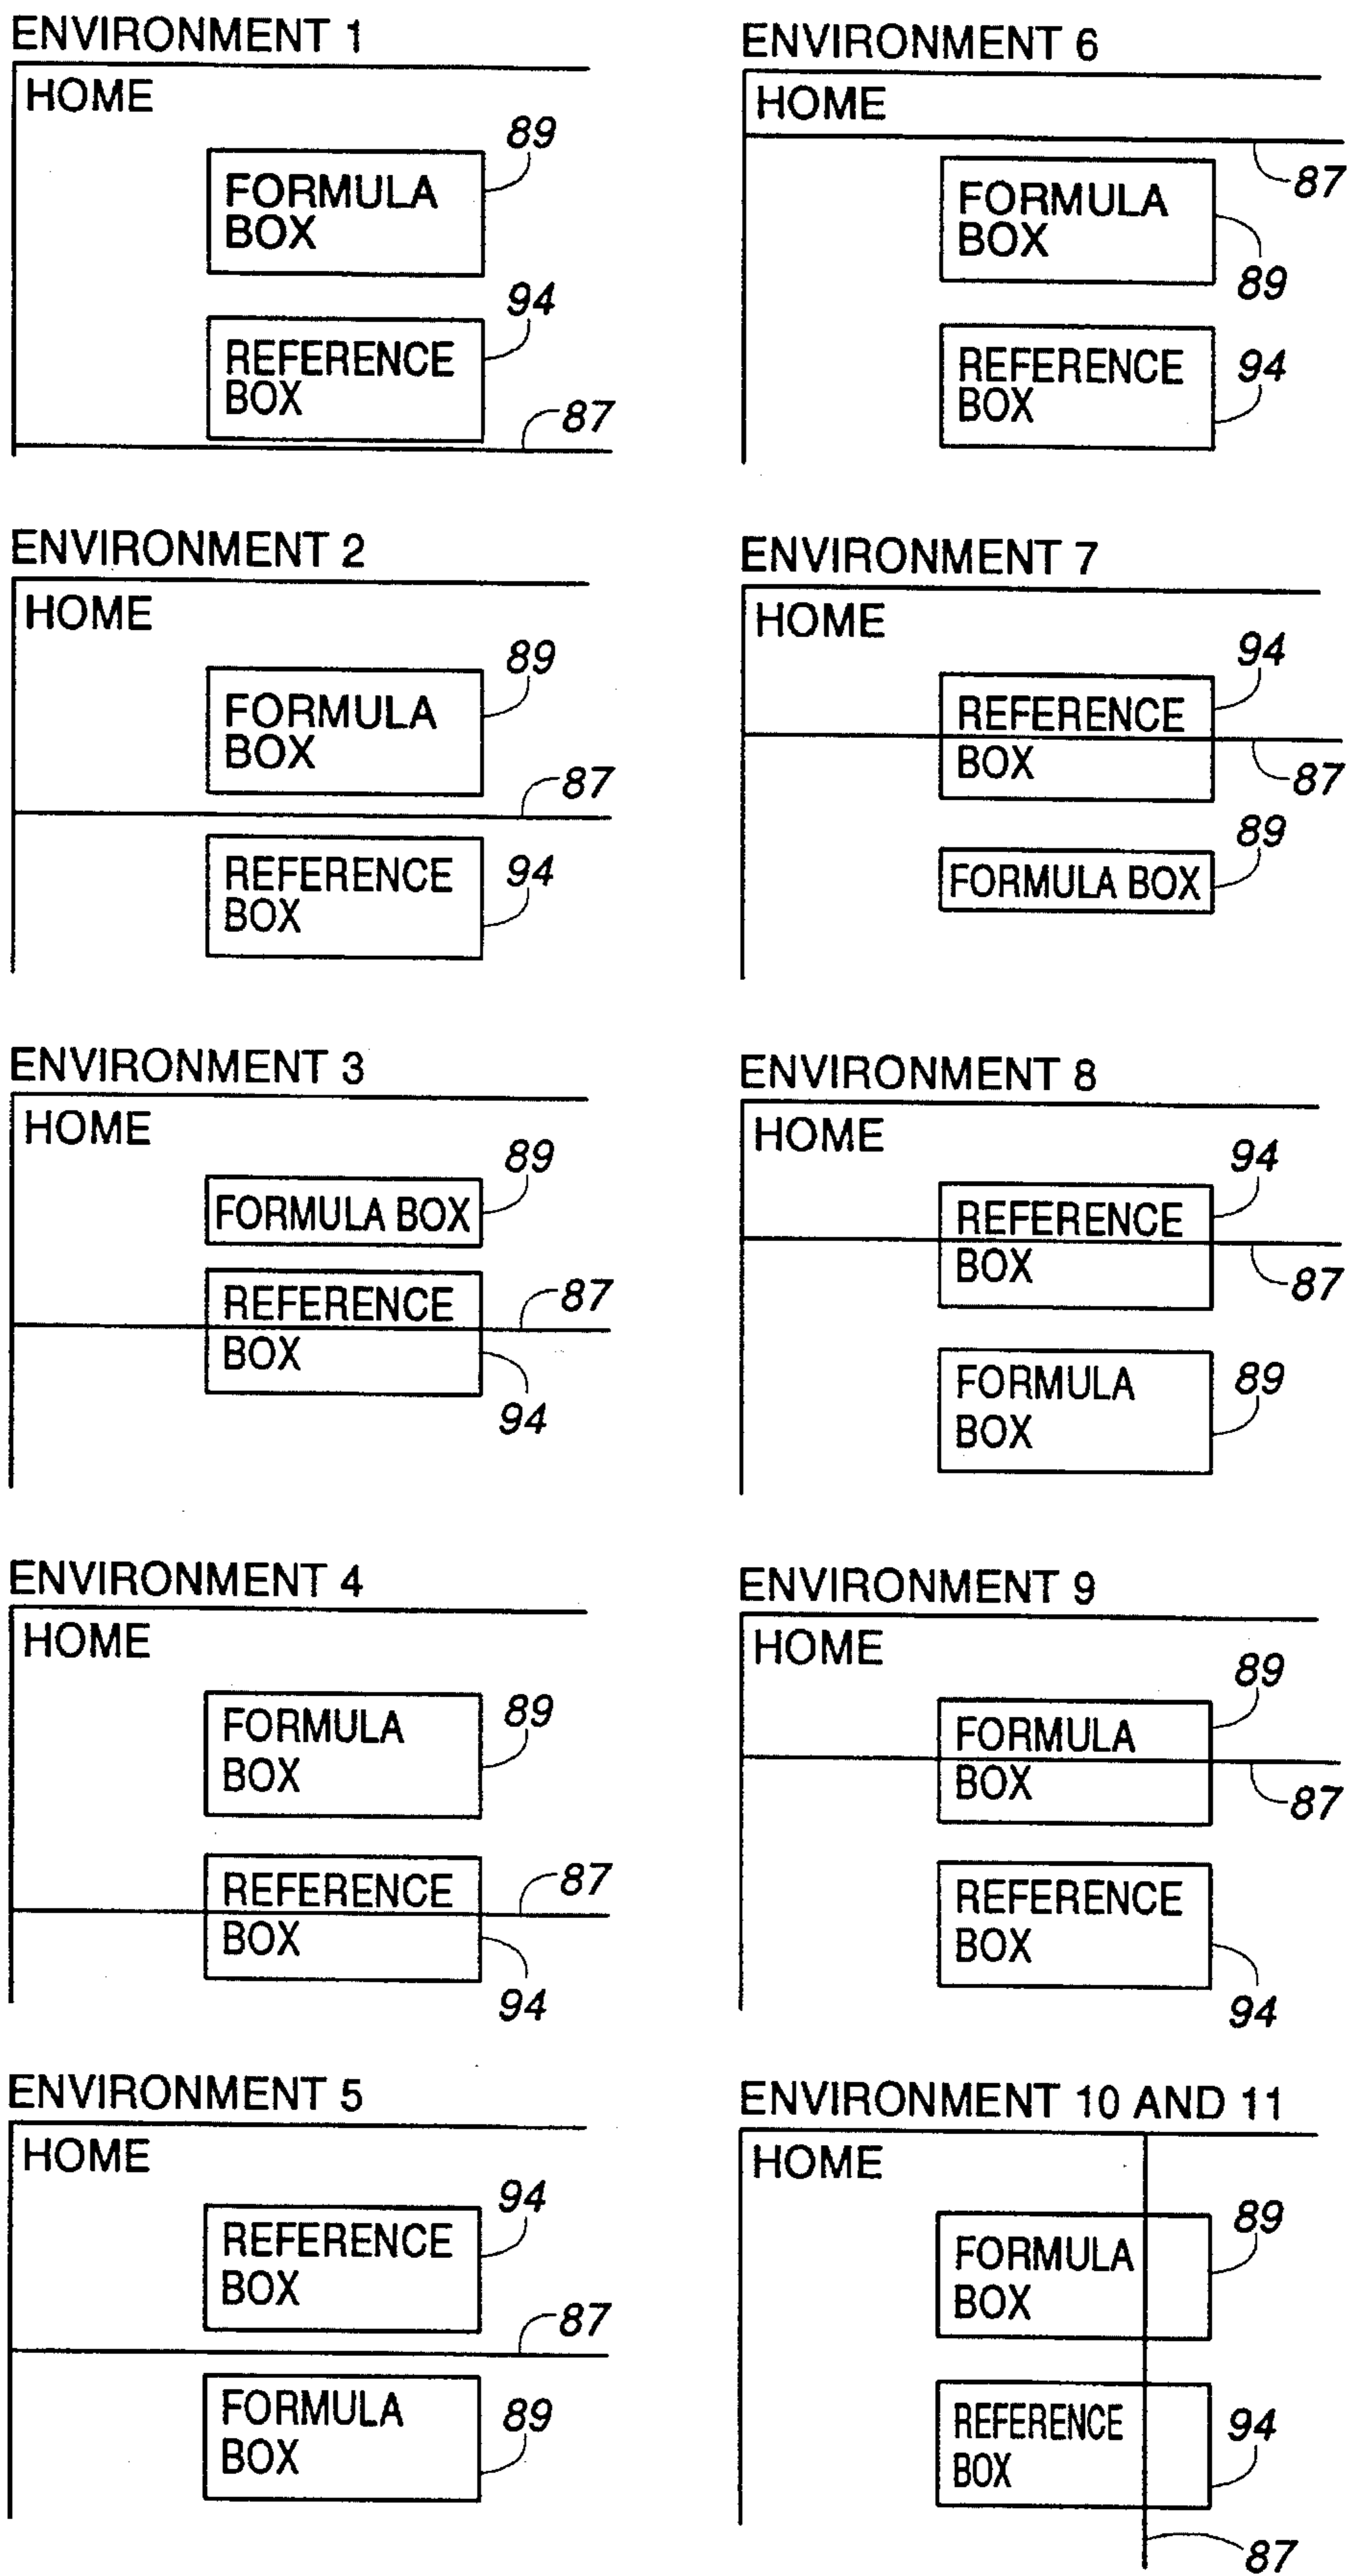 ENVIRONMENT 1
HOME
89
FORMULA
BOX
94
REFERENCE
BOX
87
ENVIRONMENT 2
HOME
89
FORMULA
BOX
87
REFERENCE
BOX
94
ENVIRONMENT 3
HOME
89
FORMULA BOX
87
REFERENCE
BOX
94
ENVIRONMENT 4
HOME
89
FORMULA
BOX
87
REFERENCE
BOX
94
ENVIRONMENT 5
HOME
94
REFERENCE
BOX
87
FORMULA
BOX
89
ENVIRONMENT 6
HOME
87
FORMULA
BOX
89
REFERENCE
BOX
94
ENVIRONMENT 7
HOME
94
REFERENCE
BOX
87
89
FORMULA BOX
ENVIRONMENT 8
HOME
94
REFERENCE
BOX
87
FORMULA
BOX
89
ENVIRONMENT 9
HOME
89
FORMULA
BOX
87
REFERENCE
BOX
94
ENVIRONMENT 10 AND 11
HOME
89
FORMULA
BOX
REFERENCE
BOX
94
87